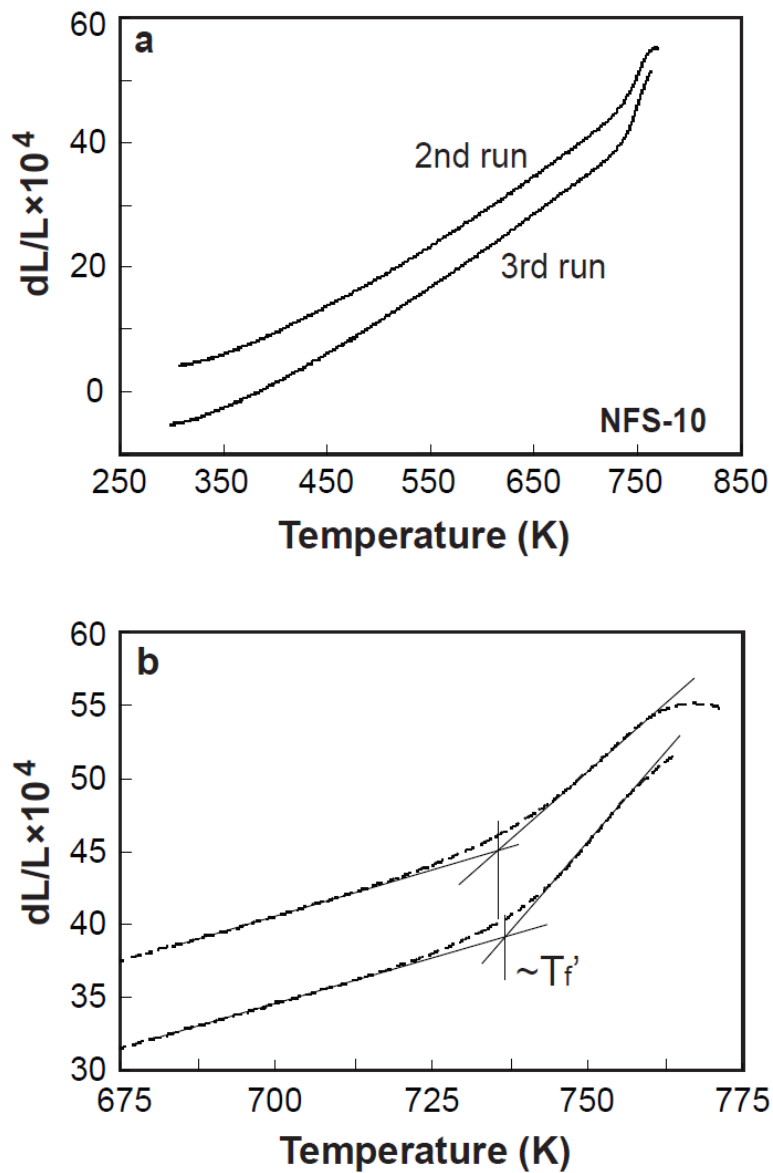 60
a
40
2nd run
dL/L×10⁴
20
3rd run
0
NFS-10
250 350 450 550 650 750 850
Temperature (K)
60
b
55
50
dL/L×10⁴
45
40
~Tf'
35
30
675 700 725 750 775
Temperature (K)